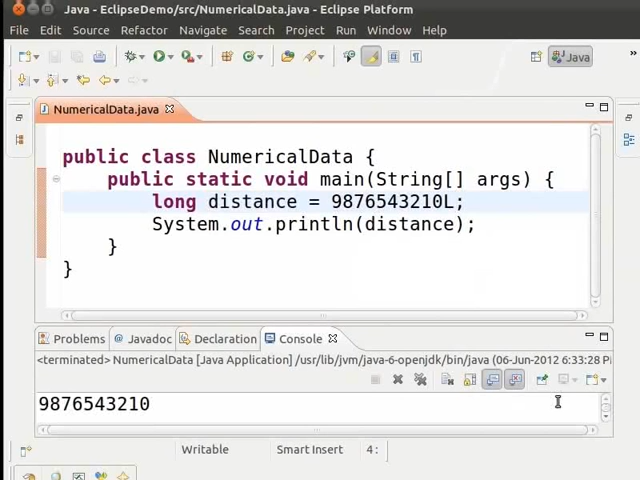 Java - EclipseDemo/src/NumericalData.java - Eclipse Platform
File Edit Source Refactor Navigate Search Project Run Window Help
Java
NumericalData.java
public class NumericalData {
public static void main(String[] args) {
long distance = 9876543210L;
System.out.println(distance);
}
}
Problems Javadoc Declaration Console
<terminated> NumericalData [Java Application] /usr/lib/jvm/java-6-openjdk/bin/java (06-Jun-2012 6:33:28 P
9876543210
Writable Smart Insert 4 :